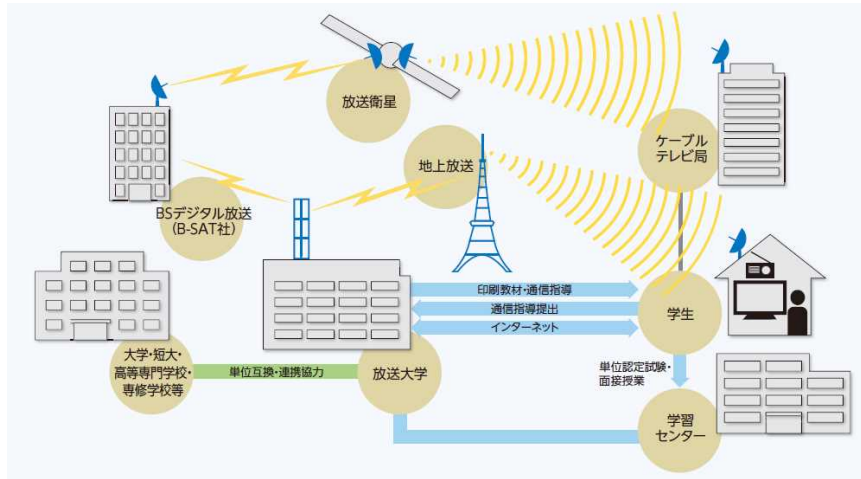 放送衛星
ケーブル
テレビ局
地上放送
BSデジタル放送
(B-SAT社)
印刷教材・通信指導
通信指導提出
インターネット
学生
大学・短大・
高等専門学校・
専修学校等
単位互換・連携協力
放送大学
単位認定試験・
面接授業
学習
センター